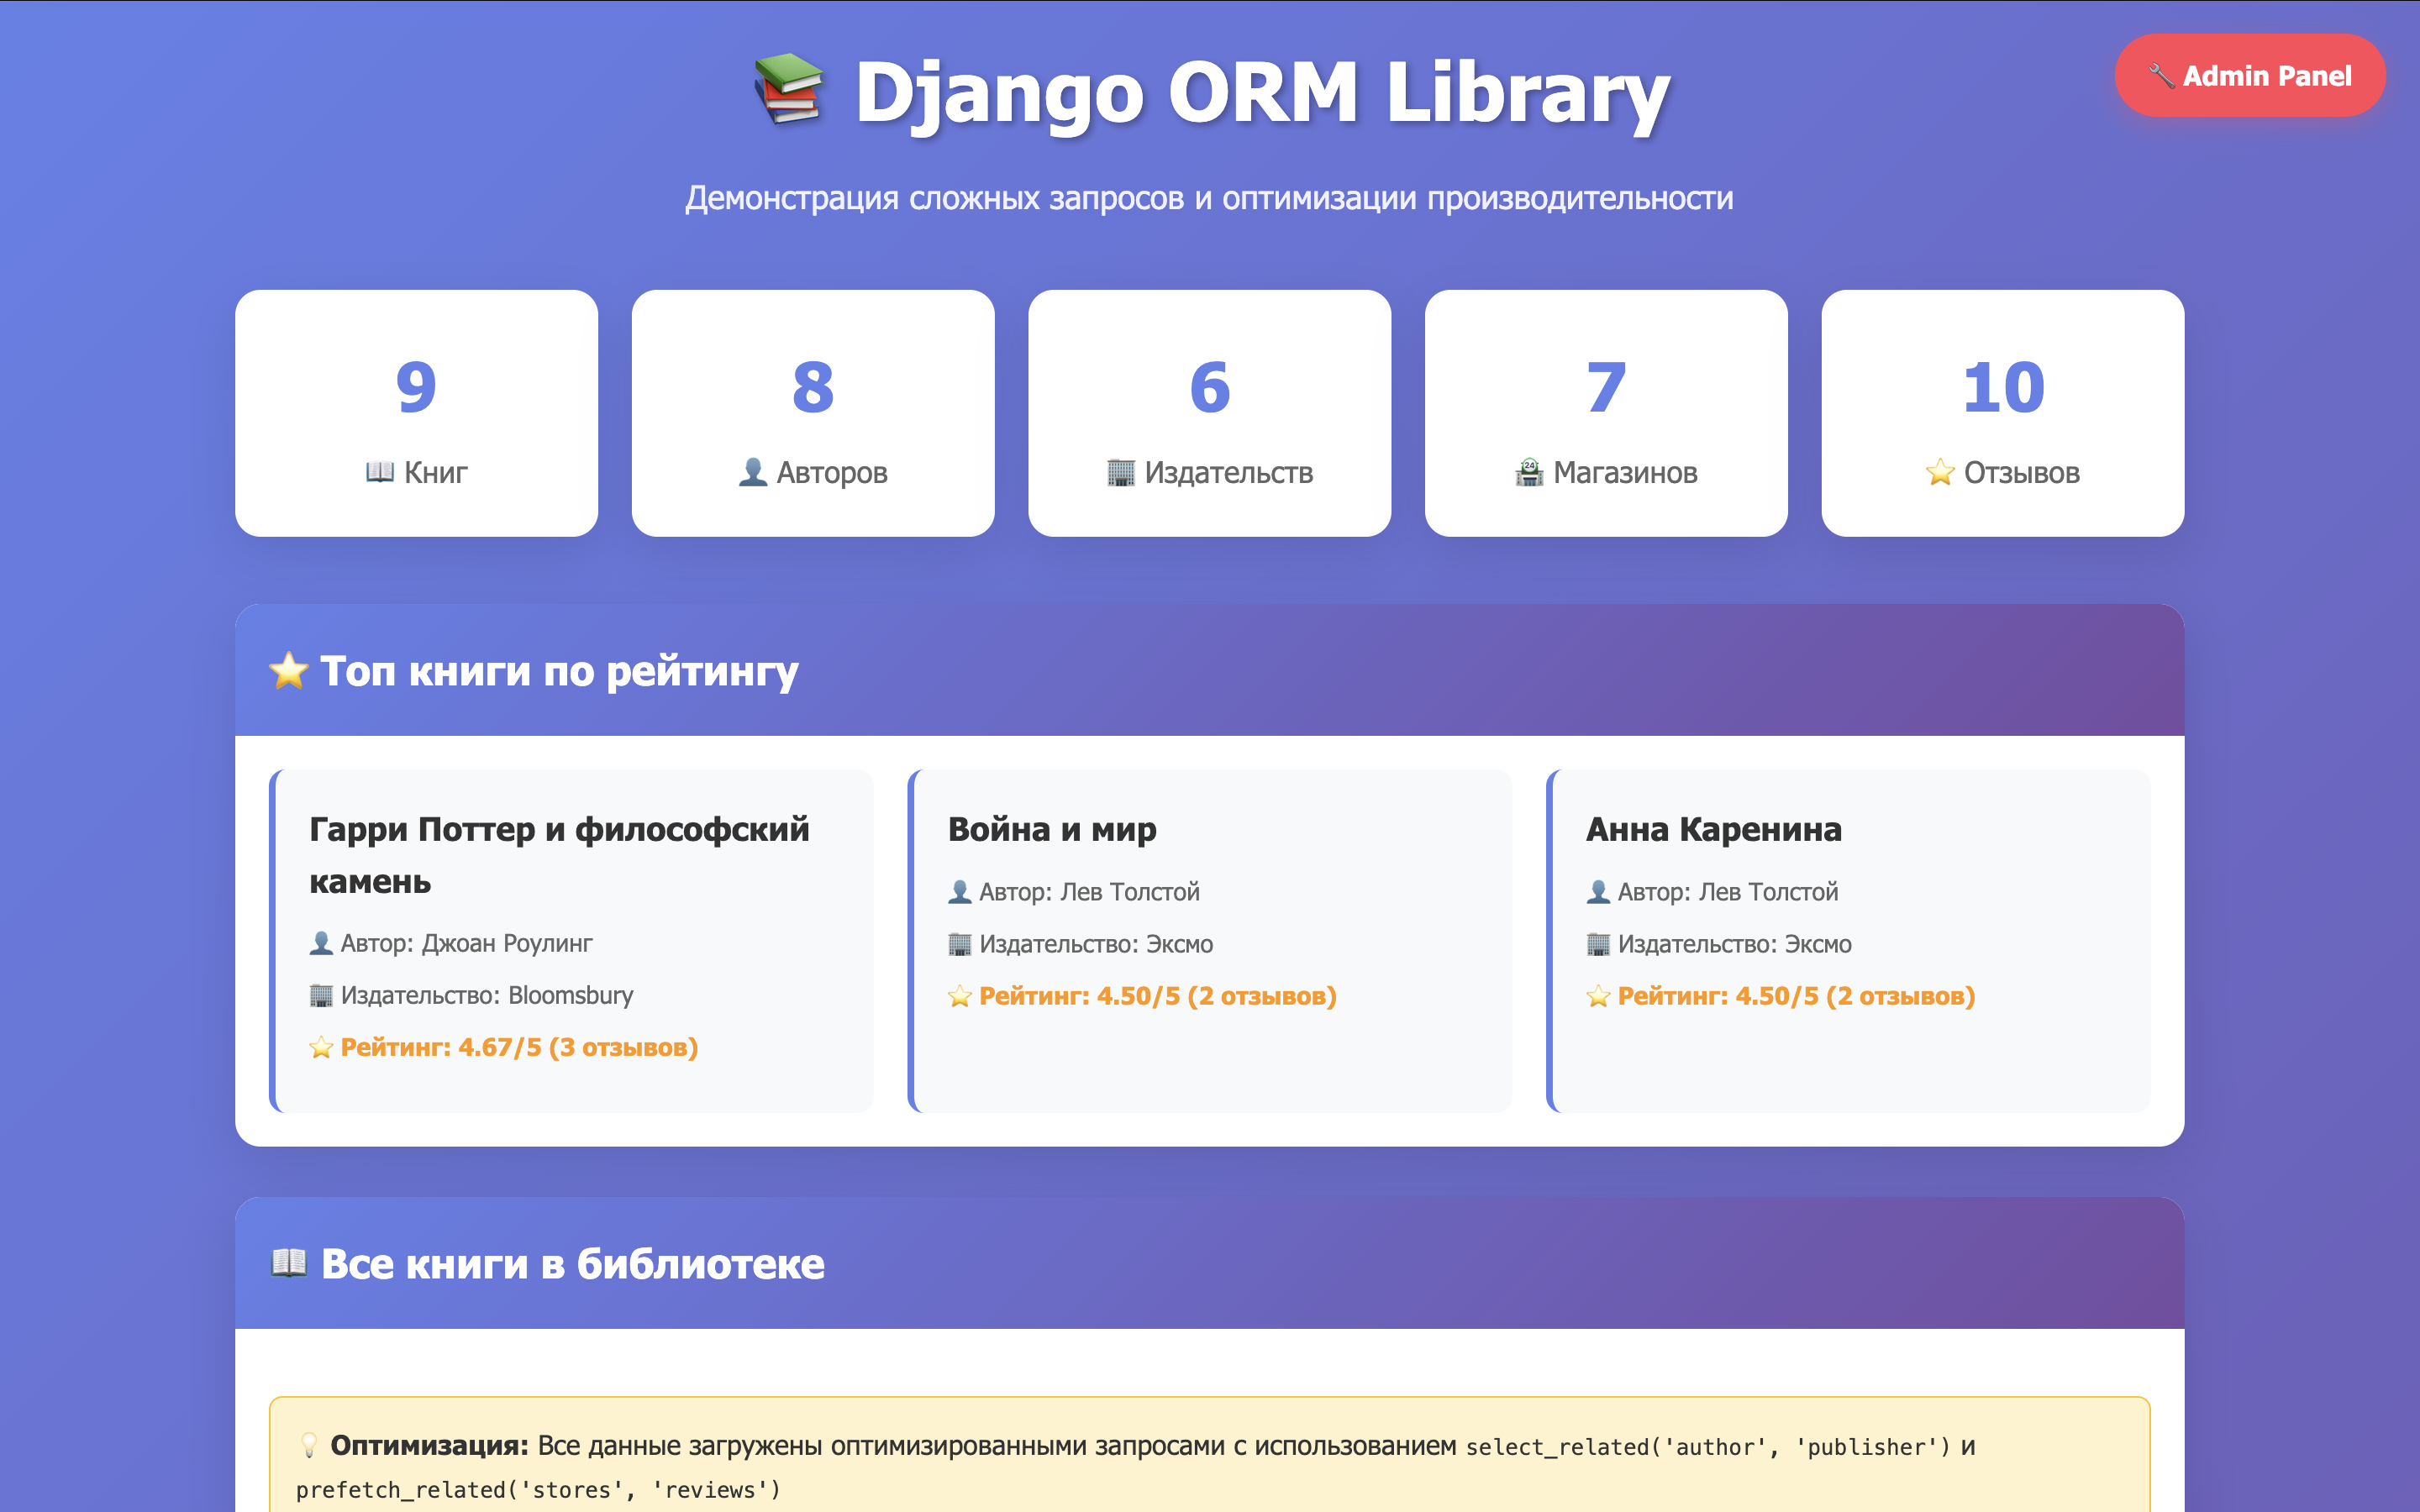 Django ORM Library
Admin Panel
Демонстрация сложных запросов и оптимизации производительности
9
Книг
8
Авторов
6
Издательств
7
Магазинов
10
Отзывов
Топ книги по рейтингу
Гарри Поттер и философский
камень
Автор: Джоан Роулинг
Издательство: Bloomsbury
Рейтинг: 4.67/5 (3 отзывов)
Война и мир
Автор: Лев Толстой
Издательство: Эксмо
Рейтинг: 4.50/5 (2 отзывов)
Анна Каренина
Автор: Лев Толстой
Издательство: Эксмо
Рейтинг: 4.50/5 (2 отзывов)
Все книги в библиотеке
Оптимизация: Все данные загружены оптимизированными запросами с использованием select_related('author', 'publisher') и
prefetch_related('stores', 'reviews')